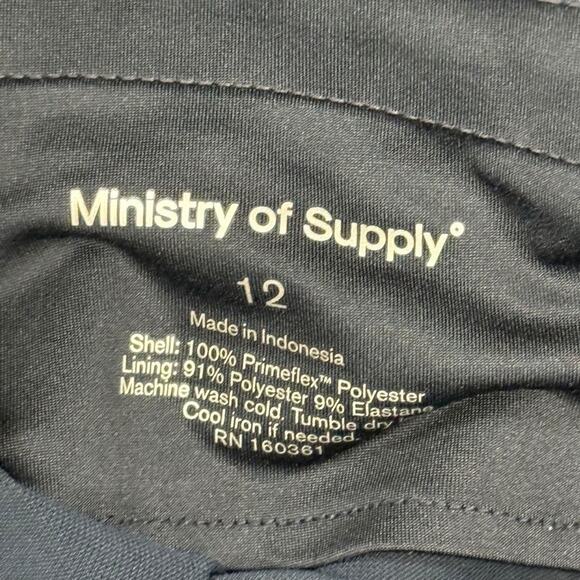 Ministry of Supply°
12
Made in Indonesia
Shell: 100% Primeflex™ Polyester
Lining: 91% Polyester 9% Elastane
Machine wash cold. Tumble dry
Cool iron if needed.
RN 160361